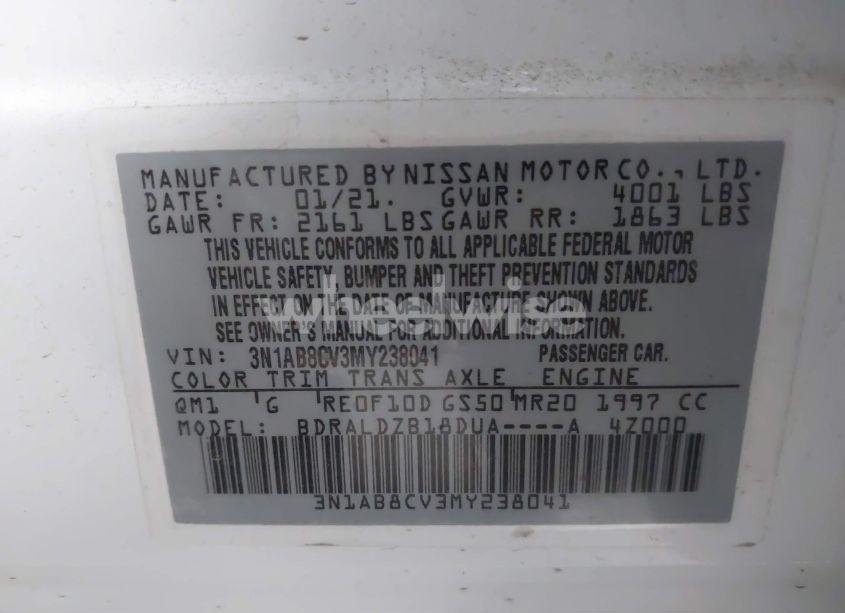 MANUFACTURED BY NISSAN MOTOR CO., LTD.
DATE: 01/21. GVWR: 4001 LBS
GAWR FR: 2161 LBS GAWR RR: 1863 LBS
THIS VEHICLE CONFORMS TO ALL APPLICABLE FEDERAL MOTOR
VEHICLE SAFETY, BUMPER AND THEFT PREVENTION STANDARDS
IN EFFECT ON THE DATE OF MANUFACTURE SHOWN ABOVE.
wheelwise
SEE OWNER'S MANUAL FOR ADDITIONAL INFORMATION
VIN: 3N1AB8CV3MY238041 PASSENGER CAR.
COLOR TRIM TRANS AXLE ENGINE
QM1 G RE0F10D GS50 MR20 1997 CC
MODEL: BDRALDZB18DUA----A 4Z000
3N1AB8CV3MY238041